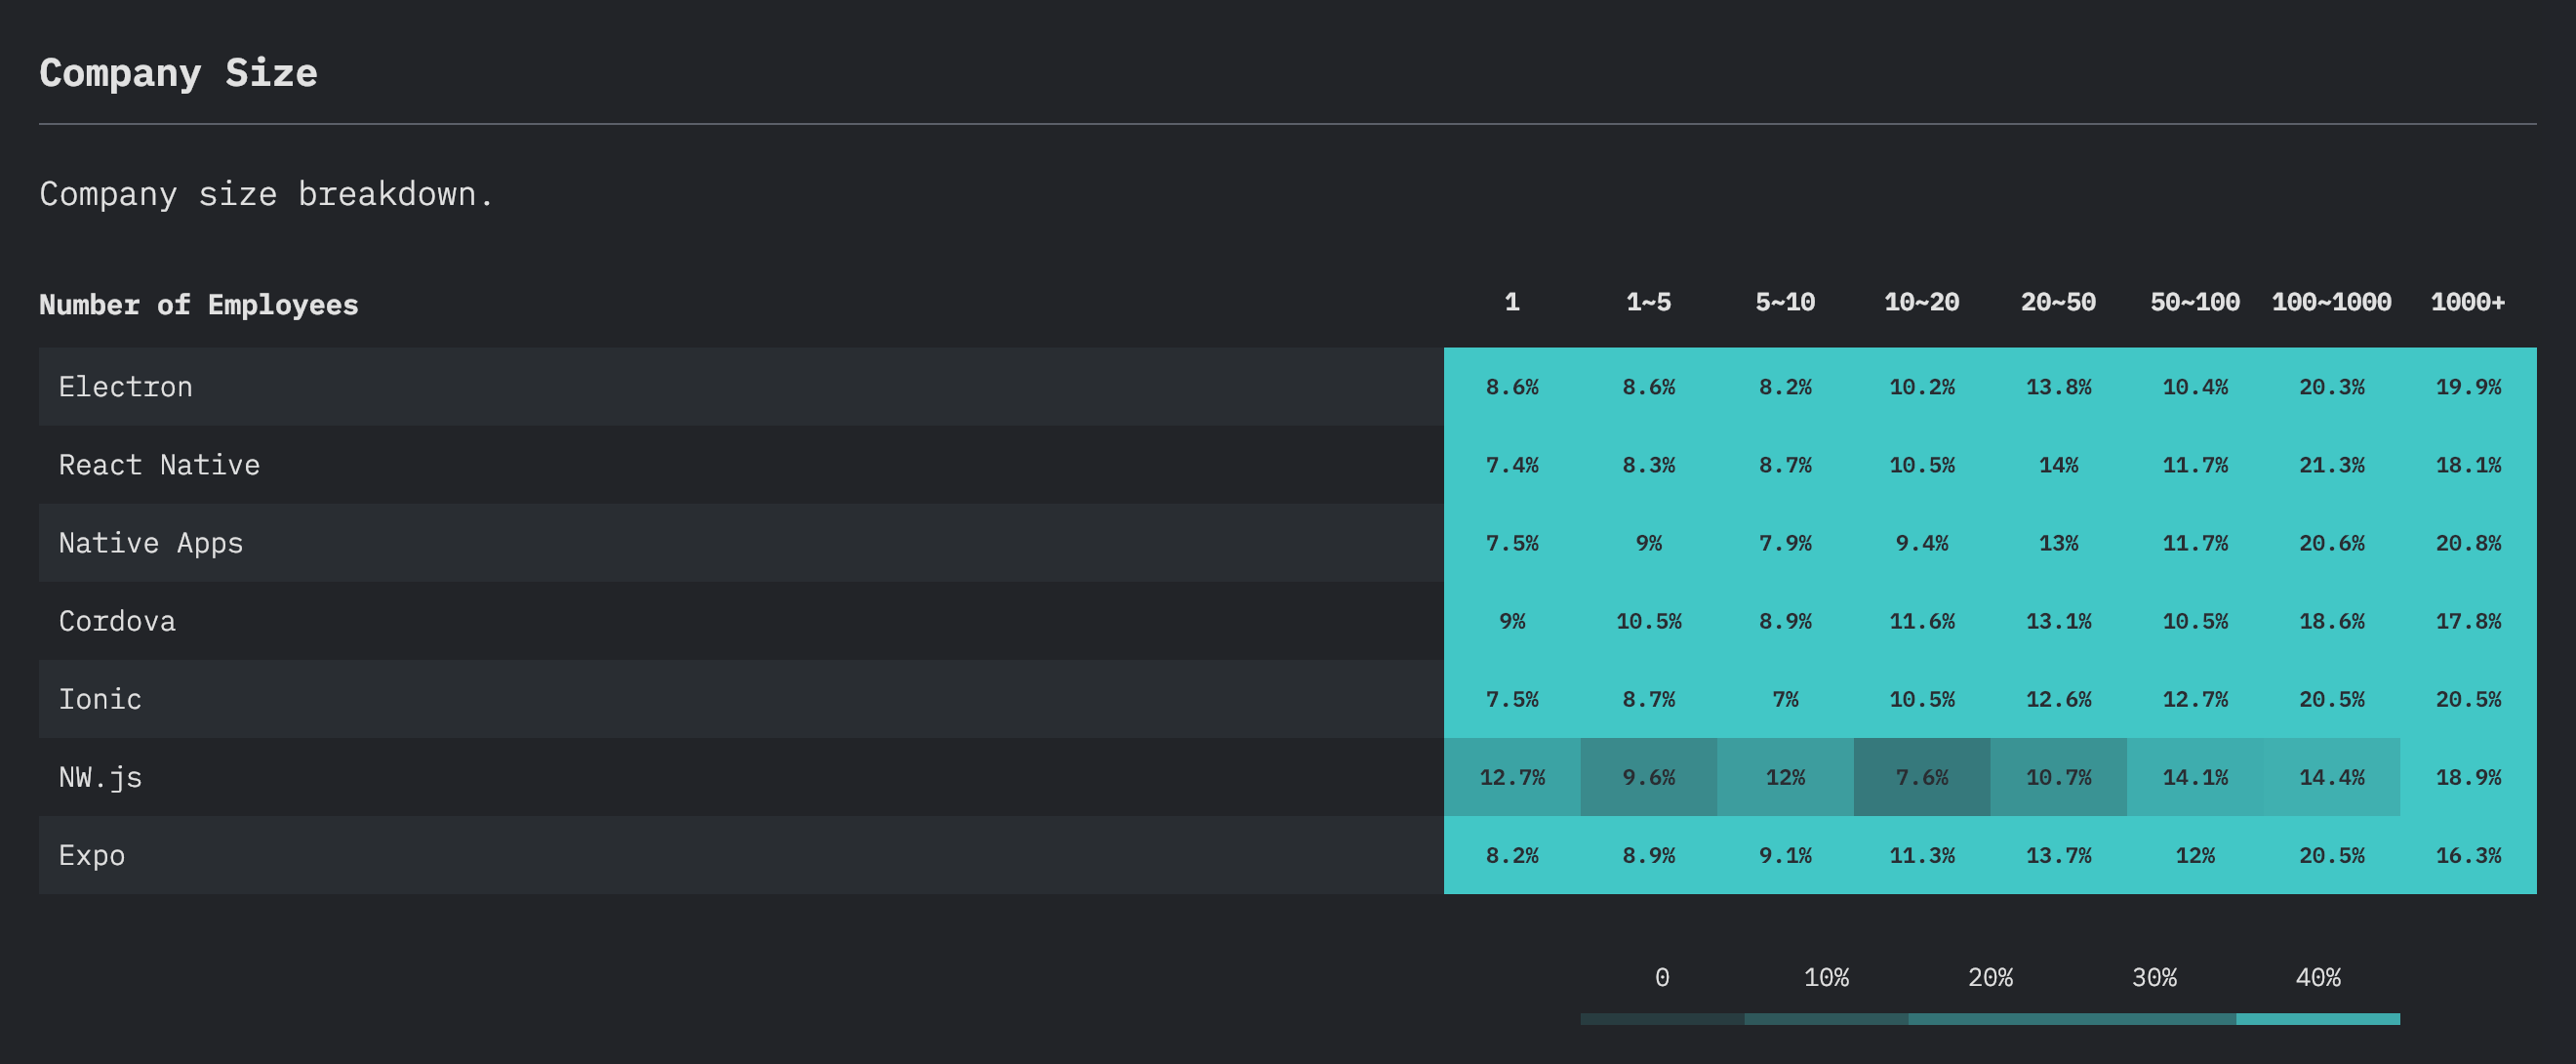 Company Size
Company size breakdown.
Number of Employees 1 1~5 5~10 10~20 20~50 50~100 100~1000 1000+
Electron 8.6% 8.6% 8.2% 10.2% 13.8% 10.4% 20.3% 19.9%
React Native 7.4% 8.3% 8.7% 10.5% 14% 11.7% 21.3% 18.1%
Native Apps 7.5% 9% 7.9% 9.4% 13% 11.7% 20.6% 20.8%
Cordova 9% 10.5% 8.9% 11.6% 13.1% 10.5% 18.6% 17.8%
Ionic 7.5% 8.7% 7% 10.5% 12.6% 12.7% 20.5% 20.5%
NW.js 12.7% 9.6% 12% 7.6% 10.7% 14.1% 14.4% 18.9%
Expo 8.2% 8.9% 9.1% 11.3% 13.7% 12% 20.5% 16.3%
0 10% 20% 30% 40%